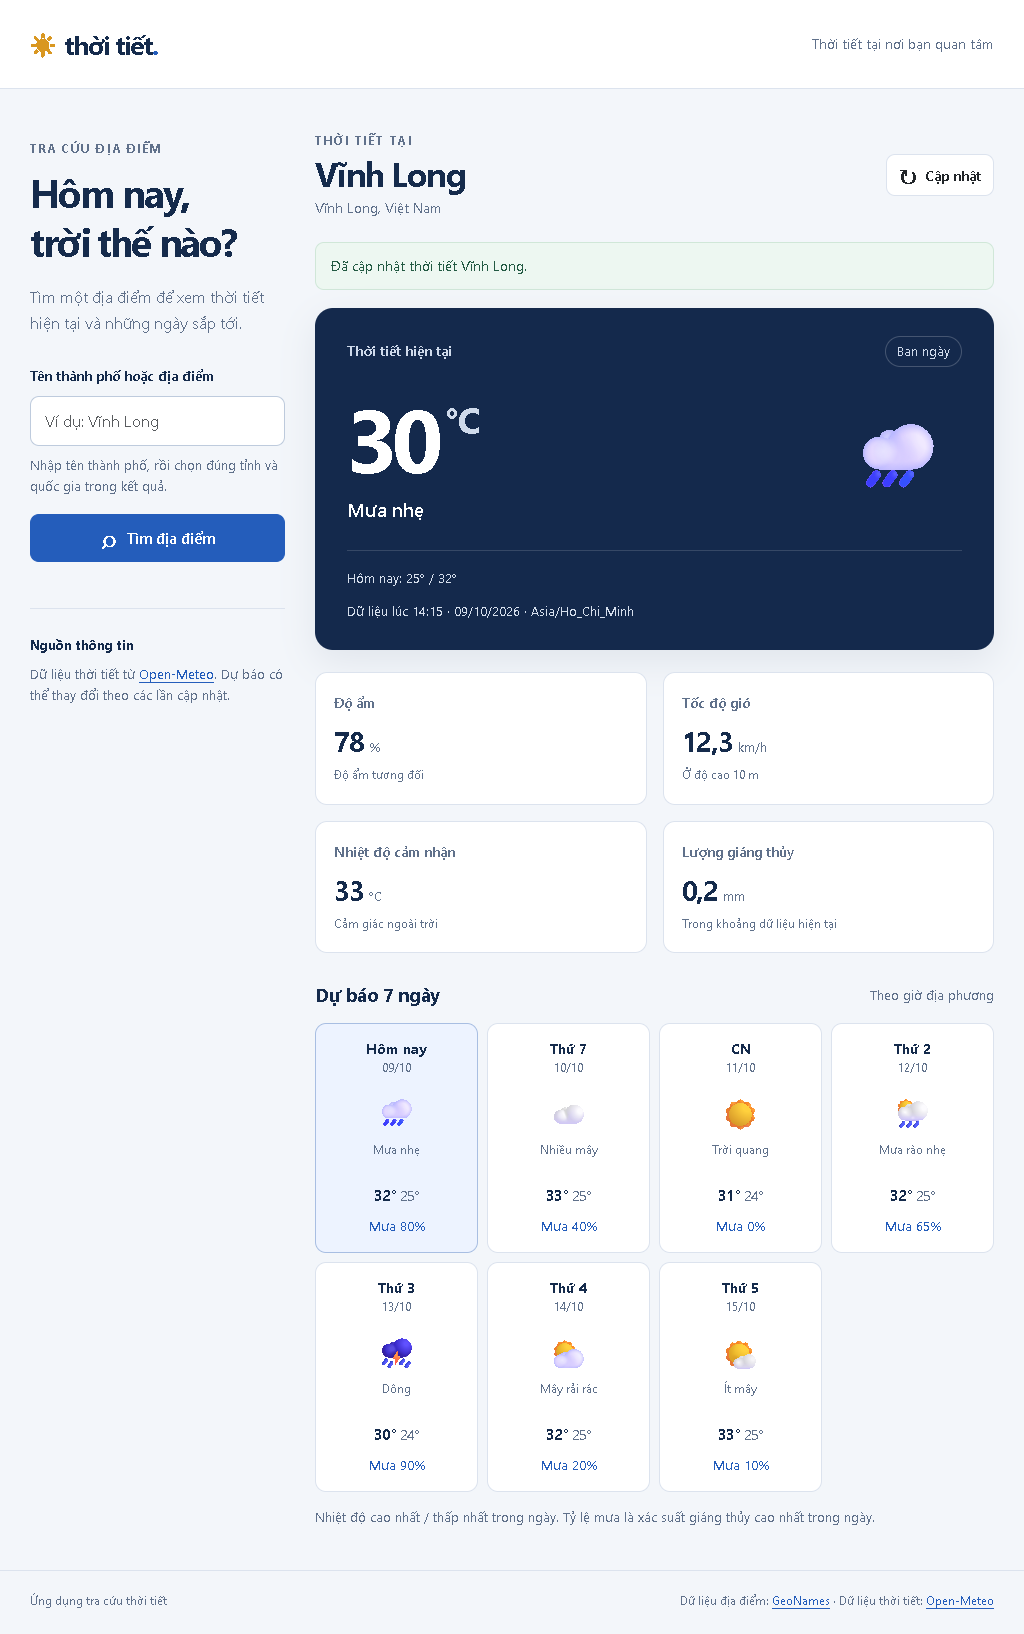 thời tiết.
Thời tiết tại nơi bạn quan tâm
TRA CỨU ĐỊA ĐIỂM
Hôm nay,
trời thế nào?
Tìm một địa điểm để xem thời tiết
hiện tại và những ngày sắp tới.
Tên thành phố hoặc địa điểm
Ví dụ: Vĩnh Long
Nhập tên thành phố, rồi chọn đúng tỉnh và
quốc gia trong kết quả.
Tìm địa điểm
Nguồn thông tin
Dữ liệu thời tiết từ Open-Meteo. Dự báo có
thể thay đổi theo các lần cập nhật.
THỜI TIẾT TẠI
Vĩnh Long
Vĩnh Long, Việt Nam
Cập nhật
Đã cập nhật thời tiết Vĩnh Long.
Thời tiết hiện tại
Ban ngày
30°C
Mưa nhẹ
Hôm nay: 25° / 32°
Dữ liệu lúc 14:15 · 09/10/2026 · Asia/Ho_Chi_Minh
Độ ẩm
78 %
Độ ẩm tương đối
Tốc độ gió
12,3 km/h
Ở độ cao 10 m
Nhiệt độ cảm nhận
33 °C
Cảm giác ngoài trời
Lượng giáng thủy
0,2 mm
Trong khoảng dữ liệu hiện tại
Dự báo 7 ngày
Theo giờ địa phương
Hôm nay
09/10
Mưa nhẹ
32° 25°
Mưa 80%
Thứ 7
10/10
Nhiều mây
33° 25°
Mưa 40%
CN
11/10
Trời quang
31° 24°
Mưa 0%
Thứ 2
12/10
Mưa rào nhẹ
32° 25°
Mưa 65%
Thứ 3
13/10
Dông
30° 24°
Mưa 90%
Thứ 4
14/10
Mây rải rác
32° 25°
Mưa 20%
Thứ 5
15/10
Ít mây
33° 25°
Mưa 10%
Nhiệt độ cao nhất / thấp nhất trong ngày. Tỷ lệ mưa là xác suất giáng thủy cao nhất trong ngày.
Ứng dụng tra cứu thời tiết
Dữ liệu địa điểm: GeoNames · Dữ liệu thời tiết: Open-Meteo